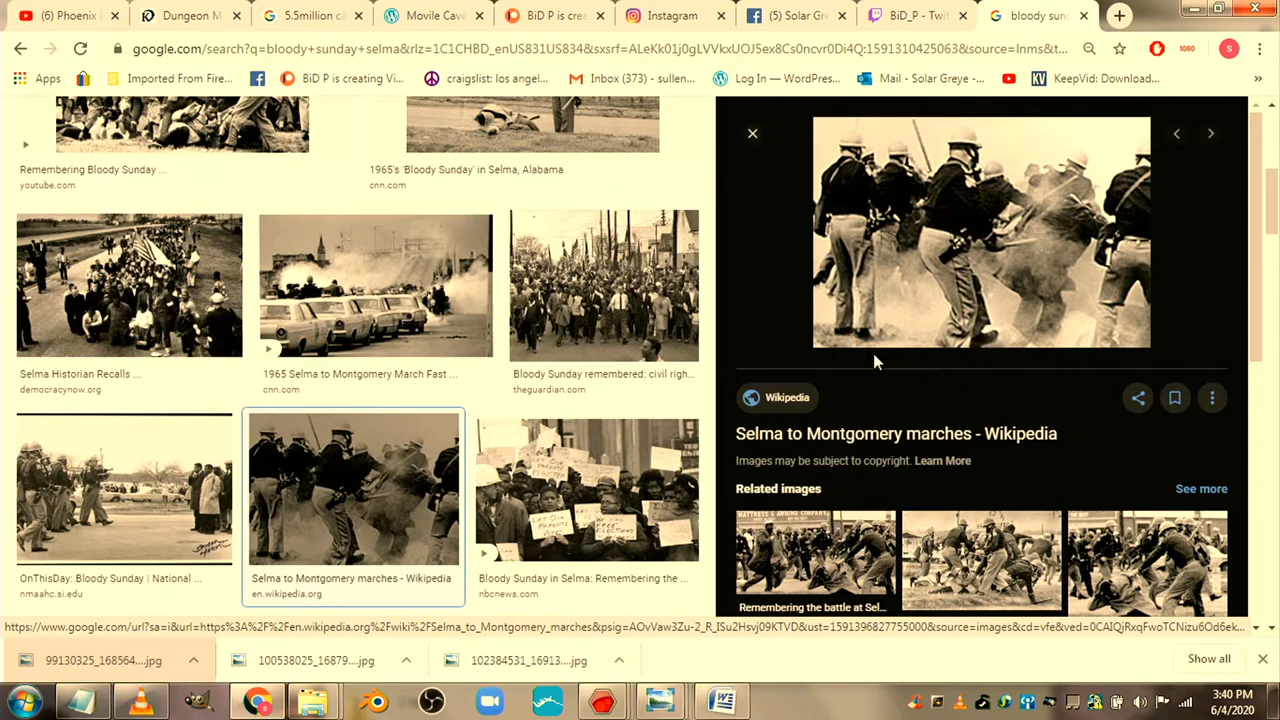 (6) Phoenix
Dungeon M
5.5million ca
Movile Cave
BiD P is crea
Instagram
(5) Solar Gre
BiD_P - Twit
bloody sun
google.com/search?q=bloody+sunday+selma&rlz=1C1CHBD_enUS831US834&sxsrf=ALeKk01j0gLVVkxUOJ5ex8Cs0ncvr0Di4Q:1591310425063&source=lnms&t...
1080
S
Apps
Imported From Fire...
BiD P is creating Vi...
craigslist: los angel...
Inbox (373) - sullen...
Log In — WordPress...
Mail - Solar Greye -...
KeepVid: Download...
Remembering Bloody Sunday ...
youtube.com
1965's 'Bloody Sunday' in Selma, Alabama
cnn.com
Selma Historian Recalls ...
democracynow.org
1965 Selma to Montgomery March Fast ...
cnn.com
Bloody Sunday remembered: civil righ...
theguardian.com
OnThisDay: Bloody Sunday | National ...
nmaahc.si.edu
Selma to Montgomery marches - Wikipedia
en.wikipedia.org
Bloody Sunday in Selma: Remembering the ...
nbcnews.com
Wikipedia
Selma to Montgomery marches - Wikipedia
Images may be subject to copyright. Learn More
Related images
See more
Remembering the battle at Sel...
https://www.google.com/url?sa=i&url=https%3A%2F%2Fen.wikipedia.org%2Fwiki%2FSelma_to_Montgomery_marches&psig=AOvVaw3Zu-2_R_ISu2Hsvj09KTVD&ust=1591396827755000&source=images&cd=vfe&ved=0CAIQjRxqFwoTCNizu6Od6ek...
99130325_168564....jpg
100538025_16879....jpg
102384531_16913....jpg
Show all
3:40 PM
6/4/2020